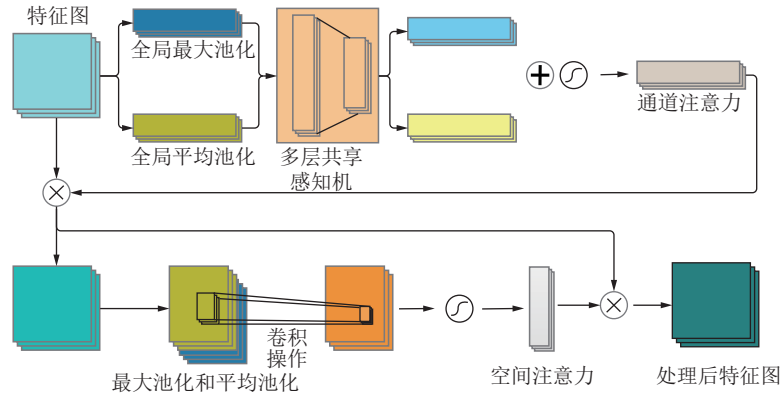 特征图
全局最大池化
全局平均池化
多层共享
感知机
通道注意力
卷积
操作
最大池化和平均池化
空间注意力
处理后特征图